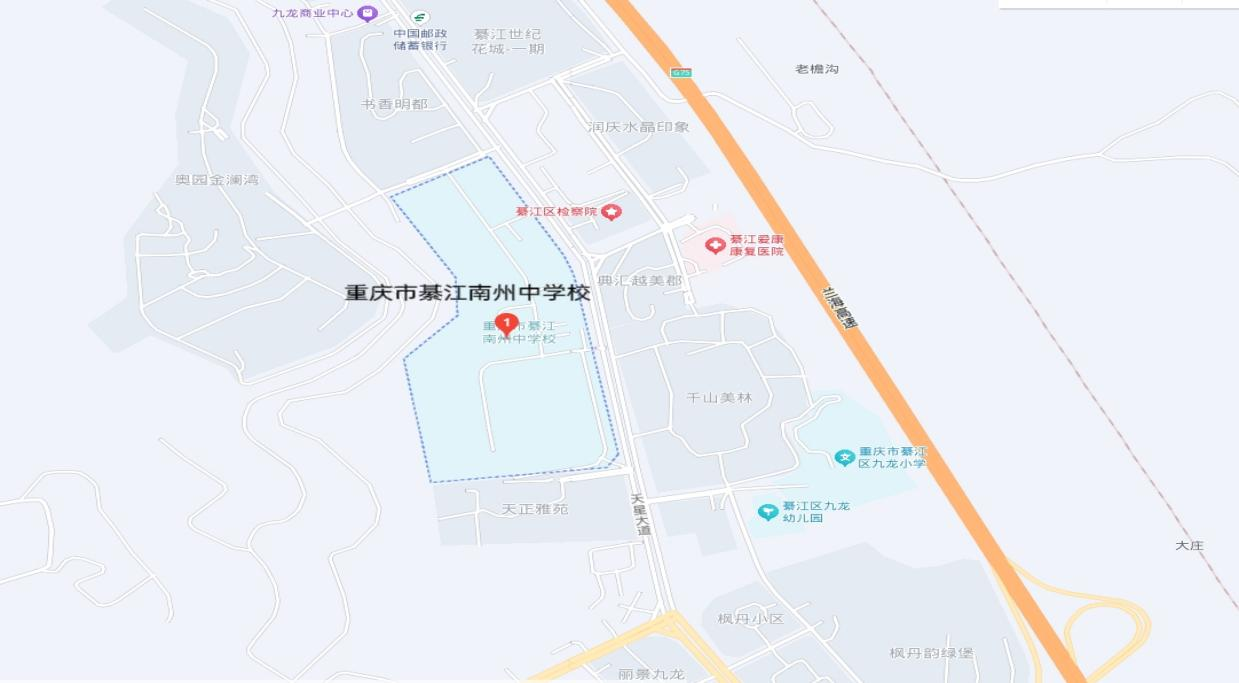 九龙商业中心
中国邮政
储蓄银行
綦江世纪
花城-一期
G75
老檐沟
书香明都
润庆水晶印象
奥园金澜湾
綦江区检察院
綦江爱康
康复医院
典汇越美郡
兰海高速
重庆市綦江南州中学校
1
重庆市綦江
南州中学校
千山美林
重庆市綦江
区九龙小学
文
天正雅苑
天星大道
綦江区九龙
幼儿园
大庄
枫丹小区
枫丹韵绿堡
丽景九龙